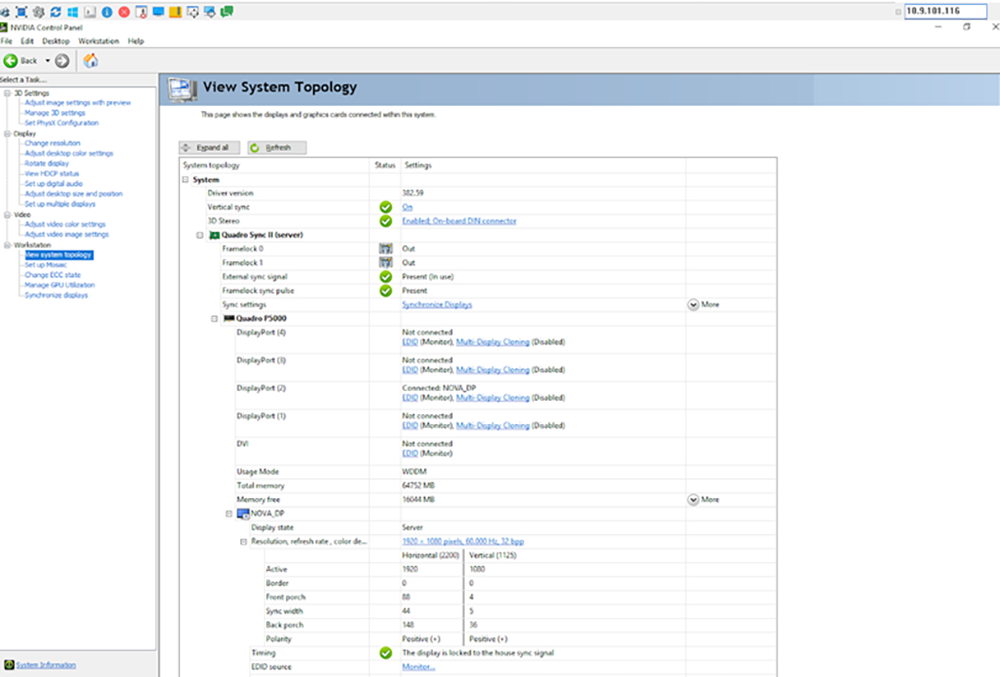 10.9.101.116
NVIDIA Control Panel
File Edit Desktop Workstation Help
Back
Select a Task...
3D Settings
Adjust image settings with preview
Manage 3D settings
Set PhysX Configuration
Display
Change resolution
Adjust desktop color settings
Rotate display
View HDCP status
Set up digital audio
Adjust desktop size and position
Set up multiple displays
Video
Adjust video color settings
Adjust video image settings
Workstation
View system topology
Set up Mosaic
Change ECC state
Manage GPU Utilization
Synchronize displays
System Information
View System Topology
This page shows the displays and graphics cards connected within this system.
Expand all Refresh
System topology Status Settings
System
Driver version 382.59
Vertical sync On
3D Stereo Enabled; On-board DIN connector
Quadro Sync II (server)
Framelock 0 Out
Framelock 1 Out
External sync signal Present (In use)
Framelock sync pulse Present
Sync settings Synchronize Displays More
Quadro P5000
DisplayPort (4) Not connected
EDID (Monitor), Multi-Display Cloning (Disabled)
DisplayPort (3) Not connected
EDID (Monitor), Multi-Display Cloning (Disabled)
DisplayPort (2) Connected: NOVA_DP
EDID (Monitor), Multi-Display Cloning (Disabled)
DisplayPort (1) Not connected
EDID (Monitor), Multi-Display Cloning (Disabled)
DVI Not connected
EDID (Monitor)
Usage Mode WDDM
Total memory 64752 MB
Memory free 16044 MB More
NOVA_DP
Display state Server
Resolution, refresh rate , color de... 1920 × 1080 pixels, 60.000 Hz, 32 bpp
Horizontal (2200) Vertical (1125)
Active 1920 1080
Border 0 0
Front porch 88 4
Sync width 44 5
Back porch 148 36
Polarity Positive (+) Positive (+)
Timing The display is locked to the house sync signal
EDID source Monitor...